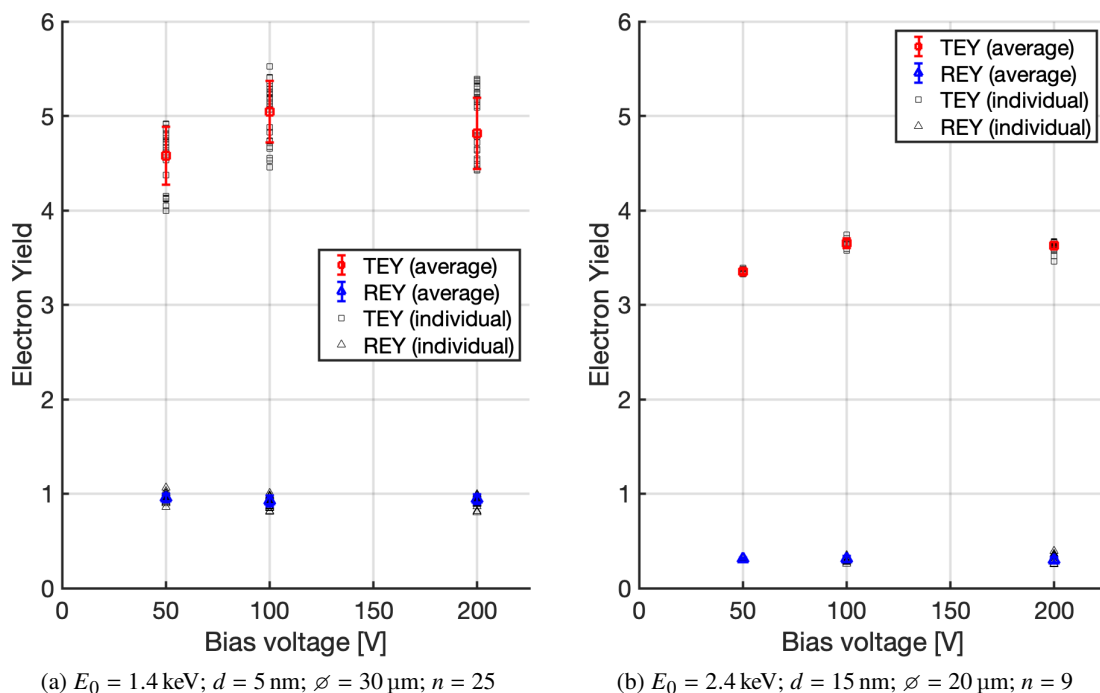 6
5
4
3
2
1
0
0
50
100
150
200
Electron Yield
Bias voltage [V]
TEY (average)
REY (average)
TEY (individual)
REY (individual)
(a) E₀ = 1.4 keV; d = 5 nm; ⌀ = 30 µm; n = 25
6
5
4
3
2
1
0
0
50
100
150
200
Electron Yield
Bias voltage [V]
TEY (average)
REY (average)
TEY (individual)
REY (individual)
(b) E₀ = 2.4 keV; d = 15 nm; ⌀ = 20 µm; n = 9